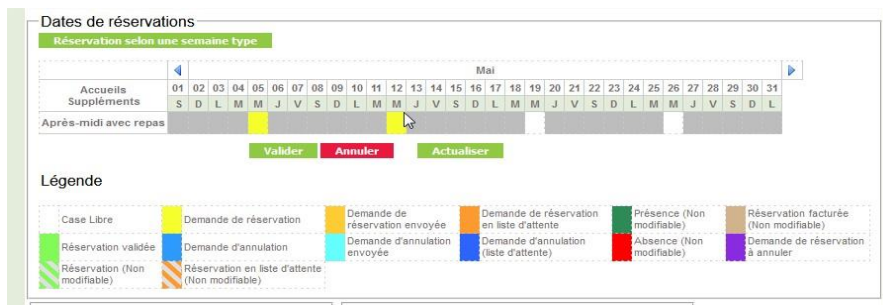 Dates de réservations
Réservation selon une semaine type
Mai
Accueils
Suppléments
01 02 03 04 05 06 07 08 09 10 11 12 13 14 15 16 17 18 19 20 21 22 23 24 25 26 27 28 29 30 31
S D L M M J V S D L M M J V S D L M M J V S D L M M J V S D L
Après-midi avec repas
Valider Annuler Actualiser
Légende
Case Libre
Demande de réservation
Demande de
réservation envoyée
Demande de réservation
en liste d'attente
Présence (Non
modifiable)
Réservation facturée
(Non modifiable)
Réservation validée
Demande d'annulation
Demande d'annulation
envoyée
Demande d'annulation
(liste d'attente)
Absence (Non
modifiable)
Demande de réservation
à annuler
Réservation (Non
modifiable)
Réservation en liste d'attente
(Non modifiable)